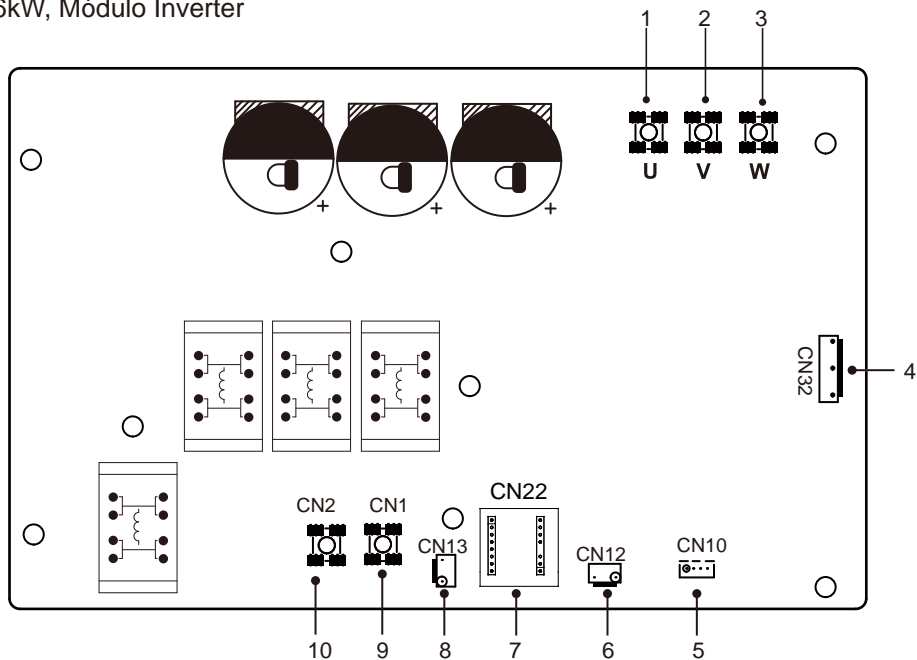 6kW, Módulo Inverter
1 2 3
U V W
+ + +
CN32
4
CN2 CN1 CN22
CN13 CN12 CN10
10 9 8 7 6 5